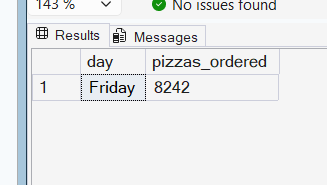 143 %
No issues found
Results Messages
day pizzas_ordered
1 Friday 8242